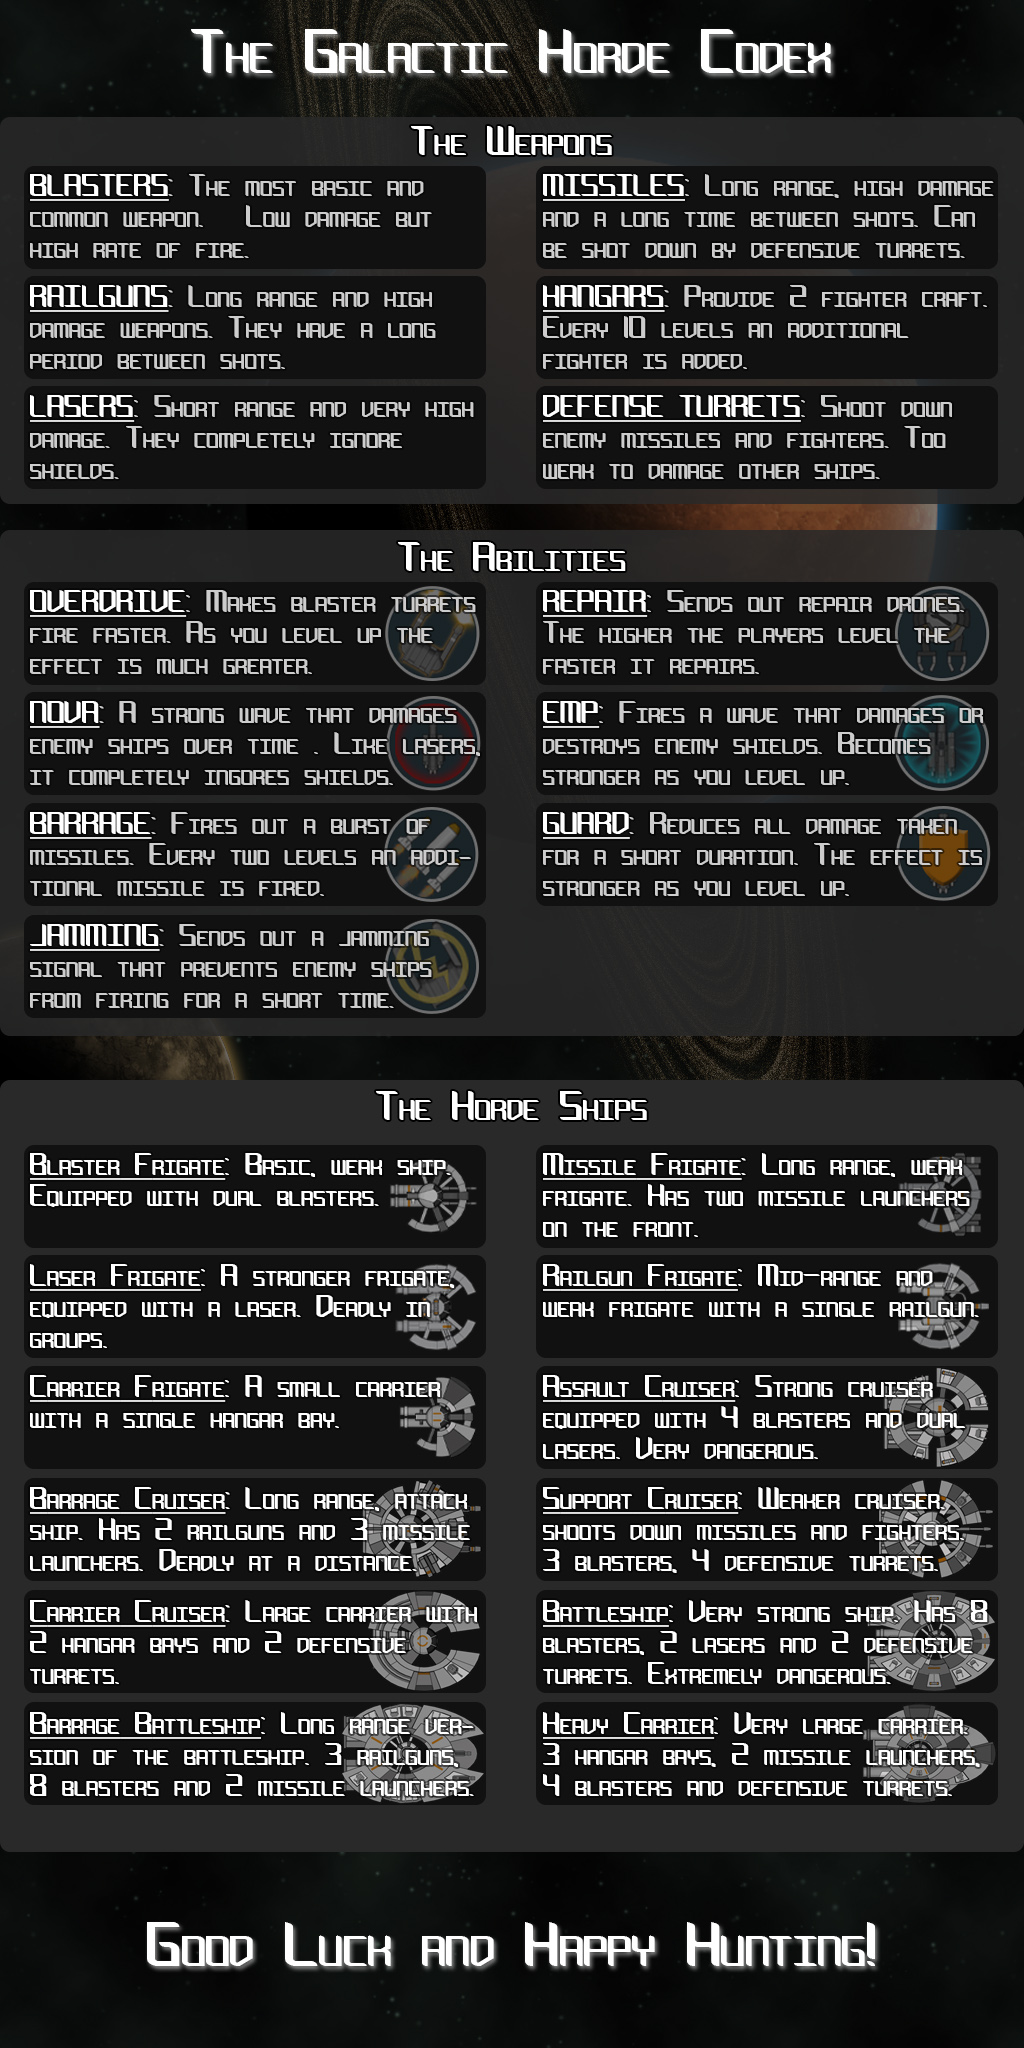 The Galactic Horde Codex
The Weapons
BLASTERS: The most basic and
common weapon.   Low damage but
high rate of fire.
MISSILES: Long range, high damage
and a long time between shots. Can
be shot down by defensive turrets.
RAILGUNS: Long range and high
damage weapons. They have a long
period between shots.
HANGARS: Provide 2 fighter craft.
Every 10 levels an additional
fighter is added.
LASERS: Short range and very high
damage. They completely ignore
shields.
DEFENSE TURRETS: Shoot down
enemy missiles and fighters. Too
weak to damage other ships.
The Abilities
OVERDRIVE: Makes blaster turrets
fire faster. As you level up the
effect is much greater.
REPAIR: Sends out repair drones.
The higher the players level the
faster it repairs.
NOVA: A strong wave that damages
enemy ships over time . Like lasers,
it completely ingores shields.
EMP: Fires a wave that damages or
destroys enemy shields. Becomes
stronger as you level up.
BARRAGE: Fires out a burst of
missiles. Every two levels an addi-
tional missile is fired.
GUARD: Reduces all damage taken
for a short duration. The effect is
stronger as you level up.
JAMMING: Sends out a jamming
signal that prevents enemy ships
from firing for a short time.
The Horde Ships
Blaster Frigate: Basic, weak ship.
Equipped with dual blasters.
Missile Frigate: Long range, weak
frigate. Has two missile launchers
on the front.
Laser Frigate: A stronger frigate,
equipped with a laser. Deadly in
groups.
Railgun Frigate: Mid-range and
weak frigate with a single railgun.
Carrier Frigate: A small carrier
with a single hangar bay.
Assault Cruiser: Strong cruiser
equipped with 4 blasters and dual
lasers. Very dangerous.
Barrage Cruiser: Long range, attack
ship. Has 2 railguns and 3 missile
launchers. Deadly at a distance.
Support Cruiser: Weaker cruiser,
shoots down missiles and fighters.
3 blasters, 4 defensive turrets.
Carrier Cruiser: Large carrier with
2 hangar bays and 2 defensive
turrets.
Battleship: Very strong ship. Has 8
blasters, 2 lasers and 2 defensive
turrets. Extremely dangerous.
Barrage Battleship: Long range ver-
sion of the battleship. 3 railguns,
8 blasters and 2 missile launchers.
Heavy Carrier: Very large carrier.
3 hangar bays, 2 missile launchers,
4 blasters and defensive turrets.
Good Luck and Happy Hunting!